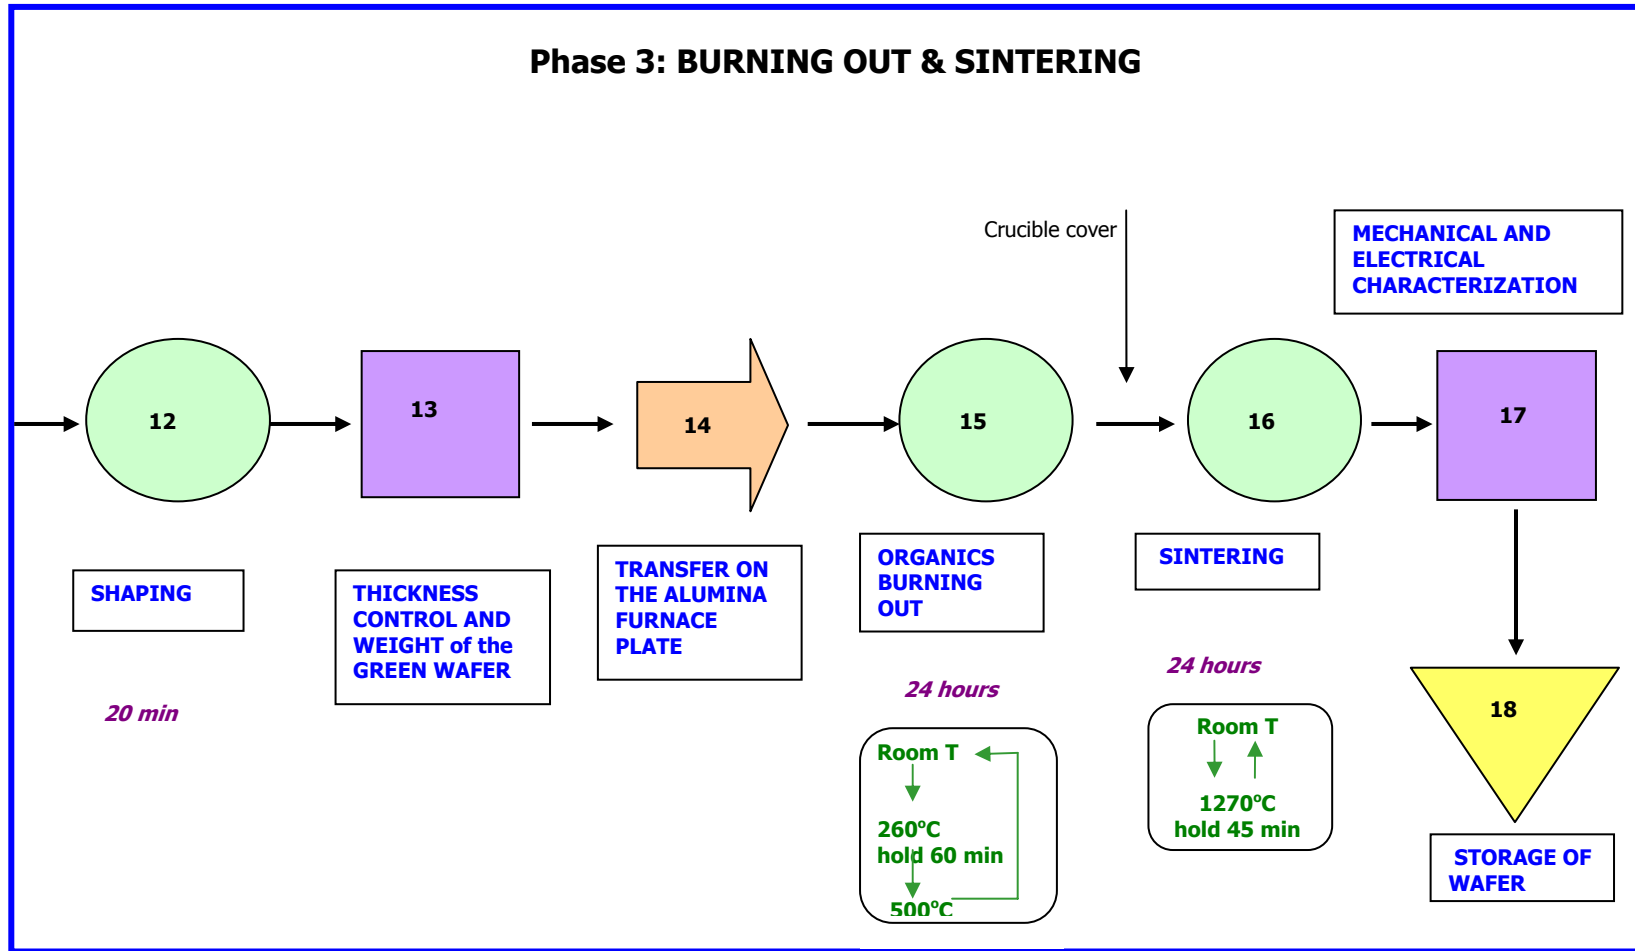 Phase 3: BURNING OUT & SINTERING
Crucible cover
MECHANICAL AND
ELECTRICAL
CHARACTERIZATION
12
13
14
15
16
17
SHAPING
THICKNESS
CONTROL AND
WEIGHT of the
GREEN WAFER
TRANSFER ON
THE ALUMINA
FURNACE
PLATE
ORGANICS
BURNING
OUT
SINTERING
20 min
24 hours
24 hours
Room T
260°C
hold 60 min
500°C
Room T
1270°C
hold 45 min
18
STORAGE OF
WAFER